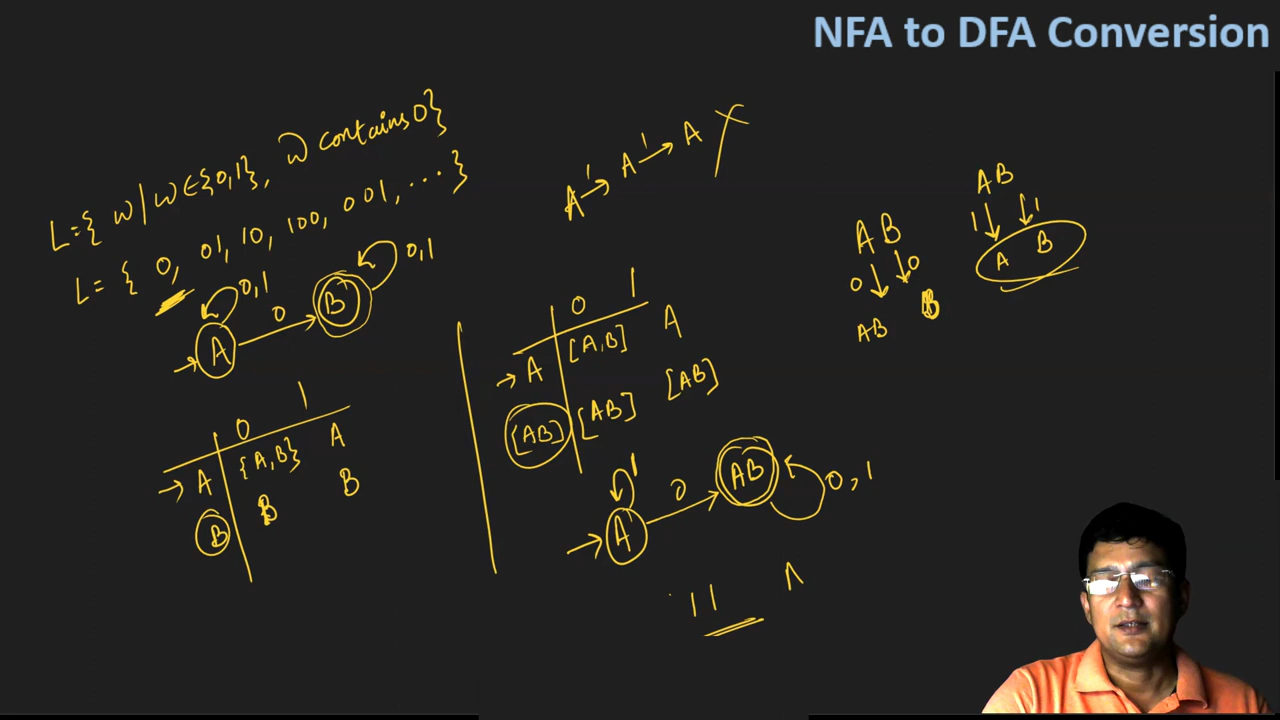 NFA to DFA Conversion
L={ w | w ∈ {0,1}, w contains 0}
L= { 0, 01, 10, 100, 001, ... }
0,1
0,1
0
A
B
0 1
→ A {A,B} A
B B B
0 1
→ A [A,B] A
[AB] [AB] [AB]
1
0
0,1
A
AB
11 A
A 1→ A 1→ A X
AB
0 0
AB B
AB
1 1
A B